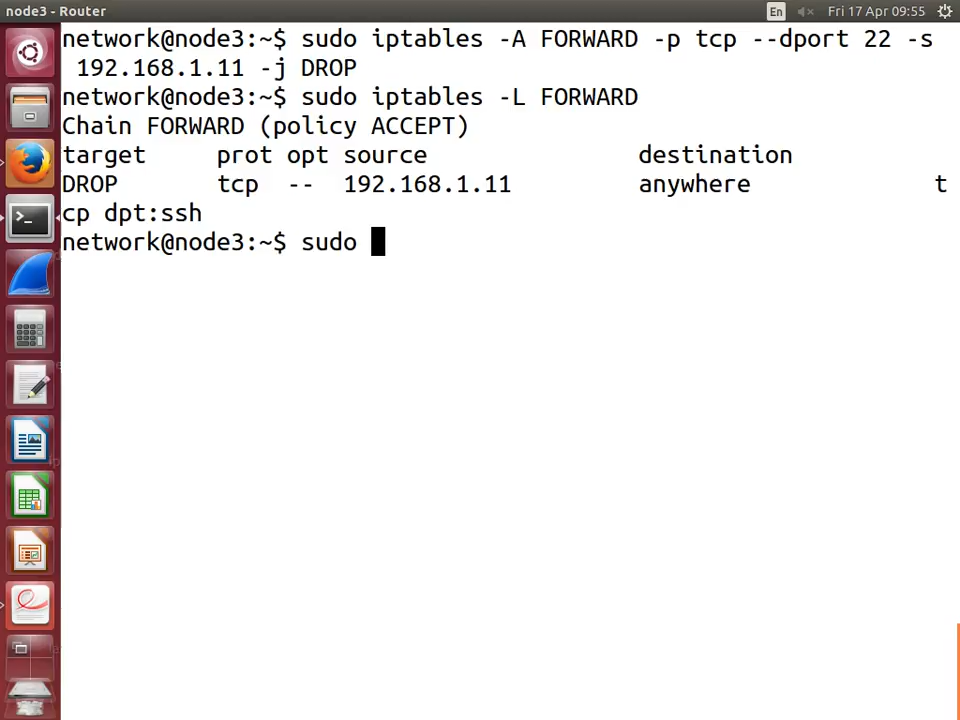 node3 - Router En Fri 17 Apr 09:55
network@node3:~$ sudo iptables -A FORWARD -p tcp --dport 22 -s
192.168.1.11 -j DROP
network@node3:~$ sudo iptables -L FORWARD
Chain FORWARD (policy ACCEPT)
target prot opt source destination
DROP tcp -- 192.168.1.11 anywhere t
cp dpt:ssh
network@node3:~$ sudo